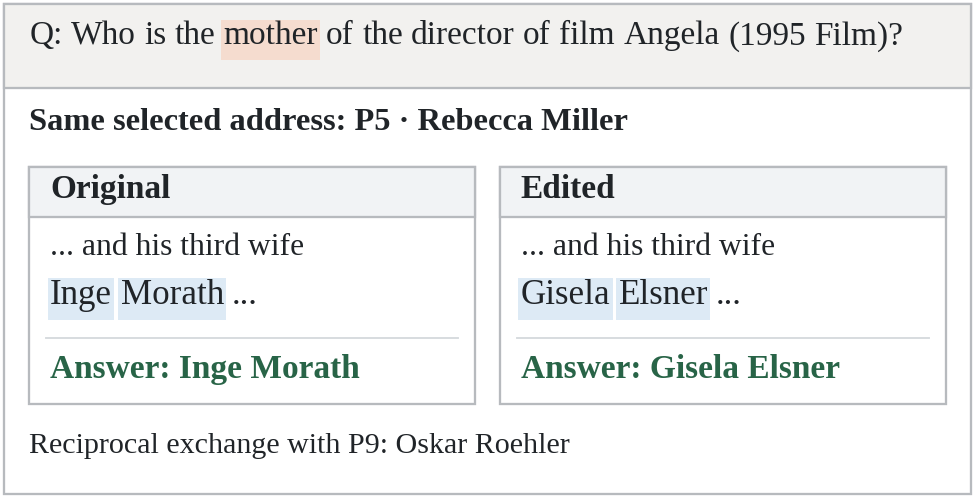 Q: Who is the mother of the director of film Angela (1995 Film)?
Same selected address: P5 · Rebecca Miller
Original
... and his third wife
Inge Morath ...
Answer: Inge Morath
Edited
... and his third wife
Gisela Elsner ...
Answer: Gisela Elsner
Reciprocal exchange with P9: Oskar Roehler